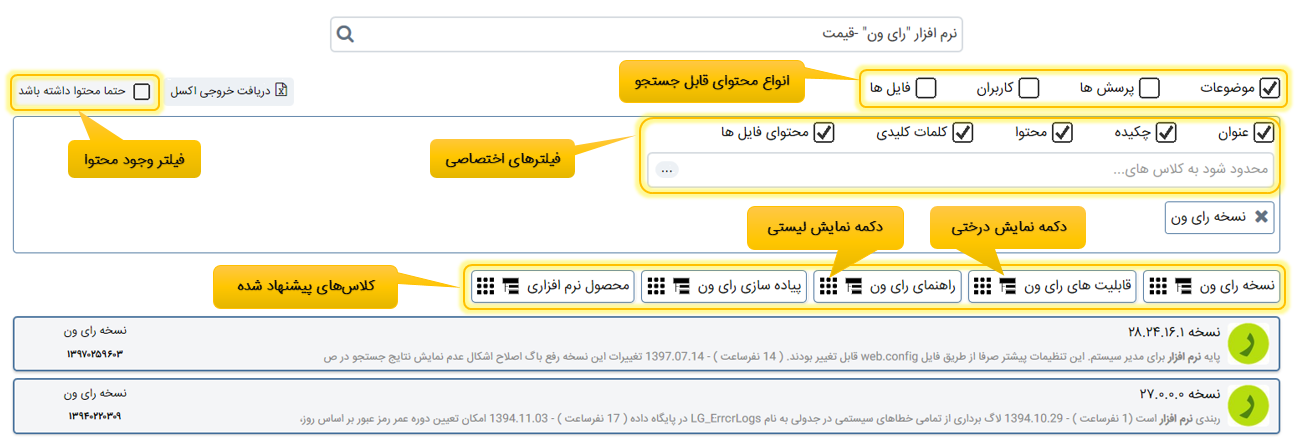 نرم افزار "رای ون" -قیمت
موضوعات پرسش ها کاربران فایل ها
انواع محتوای قابل جستجو
دریافت خروجی اکسل
حتما محتوا داشته باشد
فیلتر وجود محتوا
عنوان چکیده محتوا کلمات کلیدی محتوای فایل ها
فیلترهای اختصاصی
محدود شود به کلاس های...
...
نسخه رای ون
دکمه نمایش درختی
دکمه نمایش لیستی
کلاس‌های پیشنهاد شده
نسخه رای ون قابلیت های رای ون راهنمای رای ون پیاده سازی رای ون محصول نرم افزاری
نسخه ۲۸.۲۴.۱۶.۱
نسخه رای ون
پایه نرم افزار برای مدیر سیستم. این تنظیمات پیشتر صرفا از طریق فایل web.config قابل تغییر بودند. ( 14 نفرساعت ) - 1397.07.14 تغییرات این نسخه رفع باگ اصلاح اشکال عدم نمایش نتایج جستجو در ص
۱۳۹۷۰۲۵۹۶۰۳
نسخه ۲۷.۰.۰.۰
نسخه رای ون
ربندی نرم افزار است (1 نفرساعت ) - 1394.10.29 لاگ برداری از تمامی خطاهای سیستمی در جدولی به نام LG_ErrcrLogs در پایگاه داده ( 17 نفرساعت ) - 1394.11.03 امکان تعیین دوره عمر رمز عبور بر اساس روز،
۱۳۹۴۰۲۲۰۳۰۹